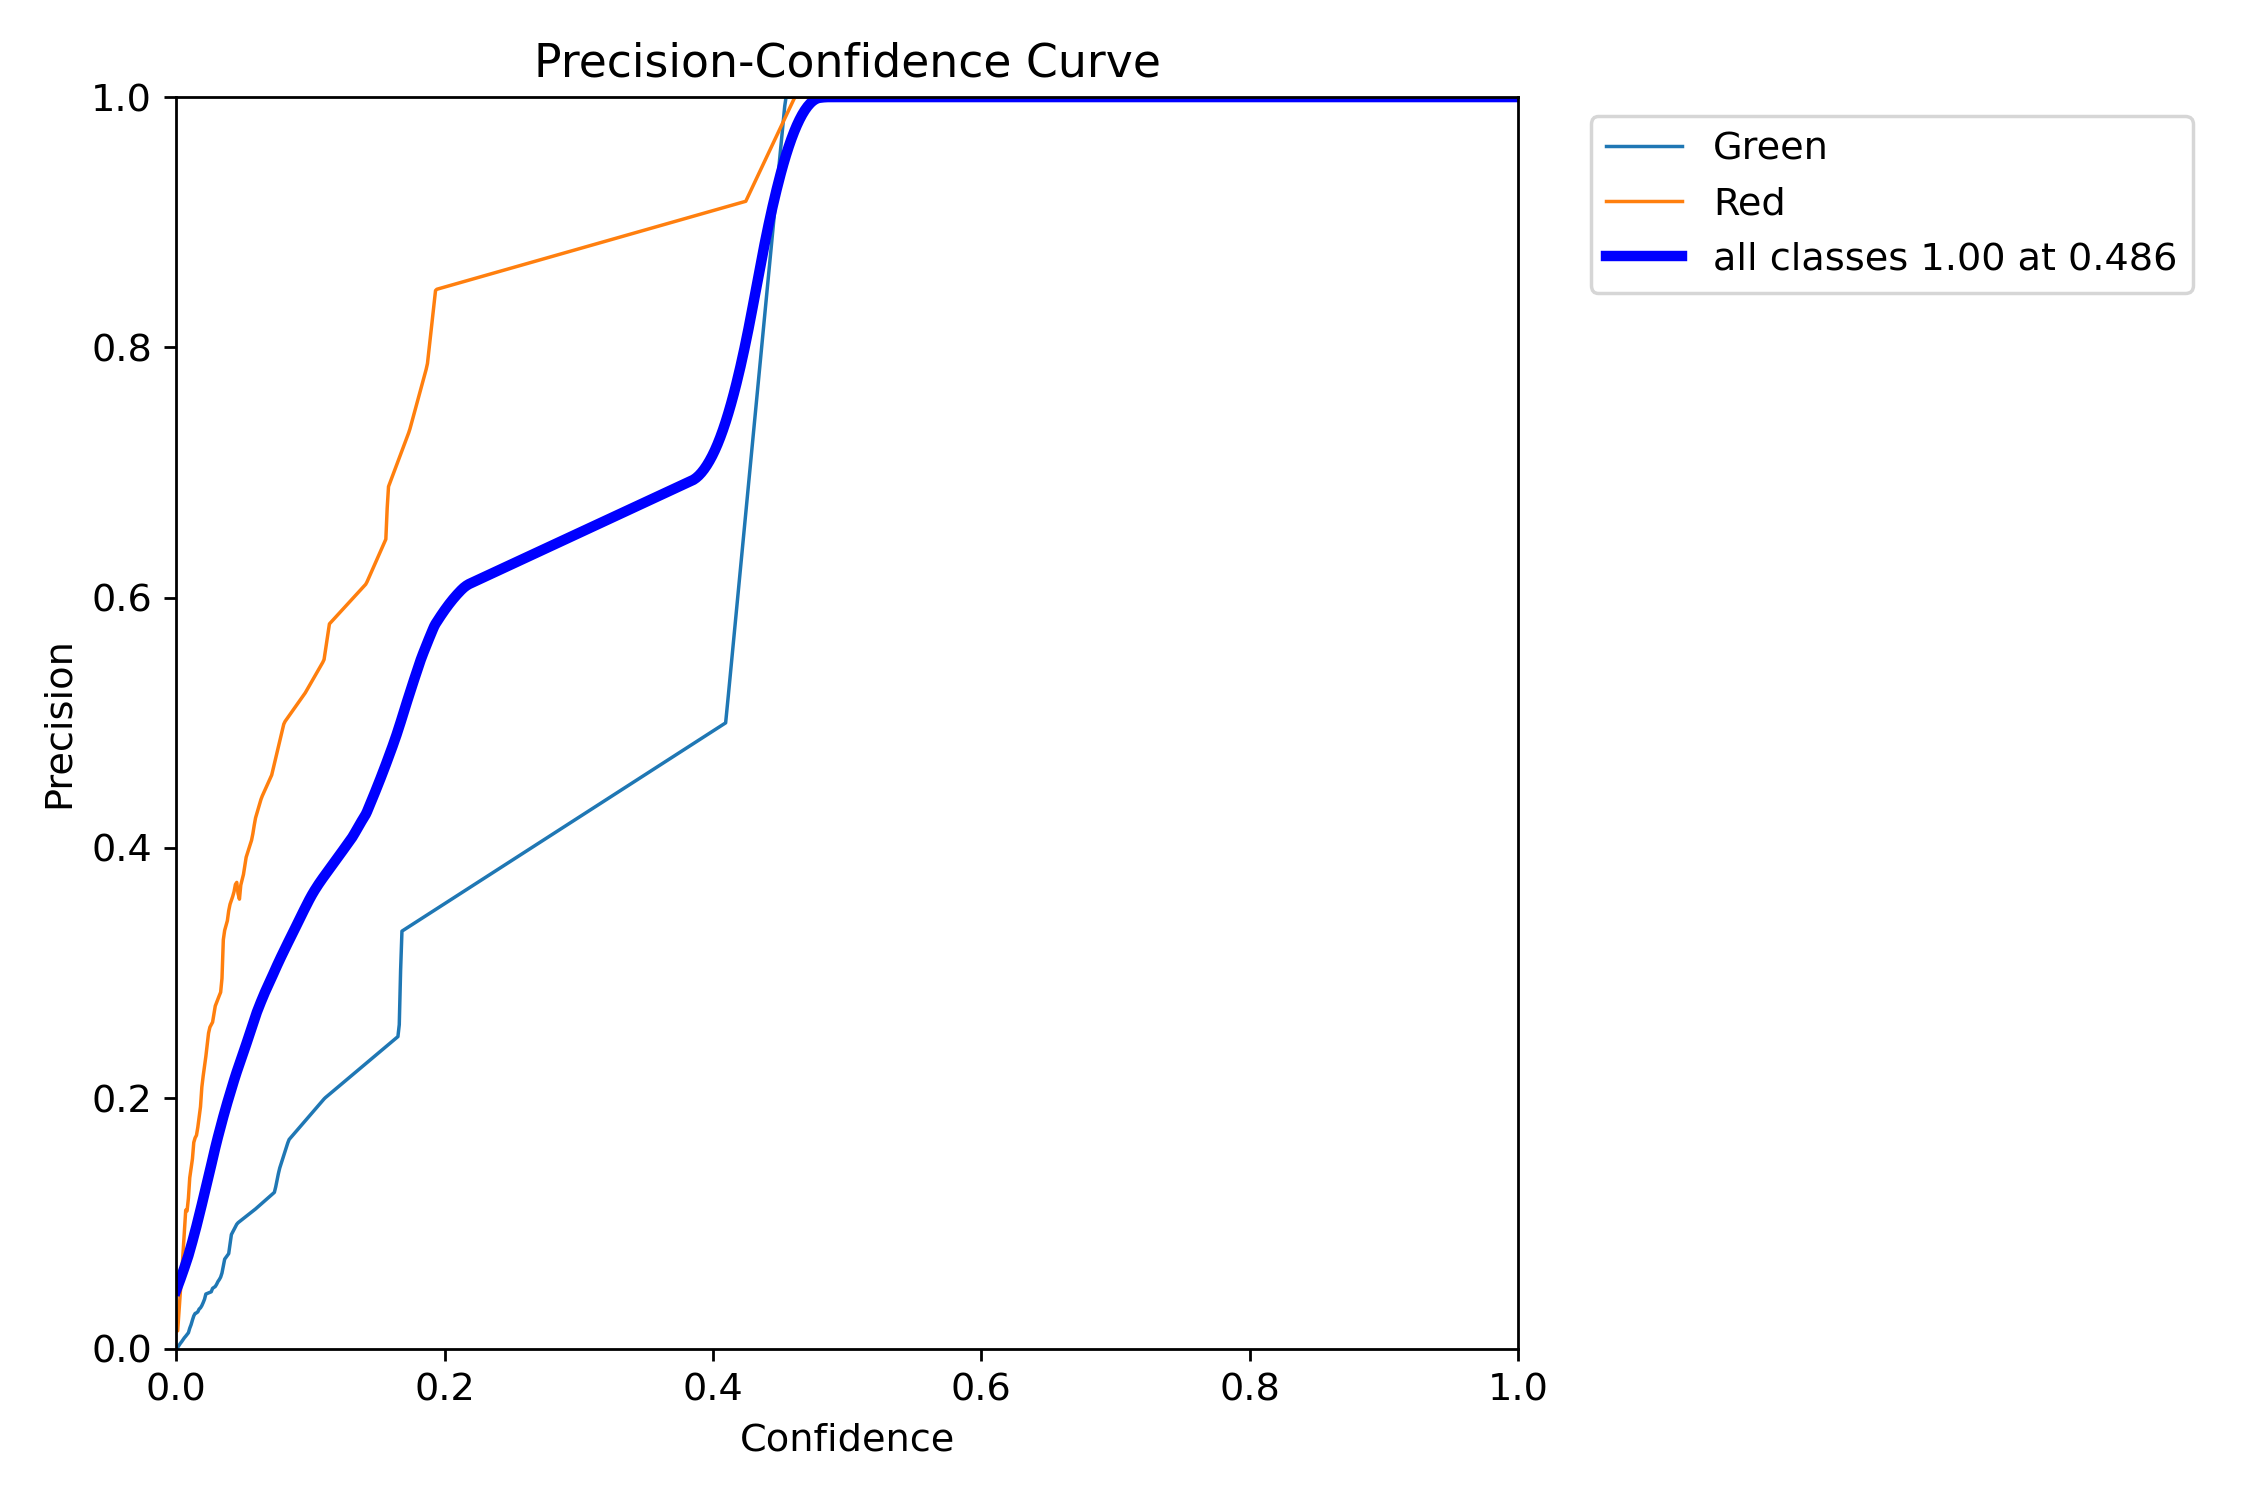 Precision-Confidence Curve
1.0
0.8
0.6
0.4
0.2
0.0
Precision
0.0 0.2 0.4 0.6 0.8 1.0
Confidence
Green
Red
all classes 1.00 at 0.486